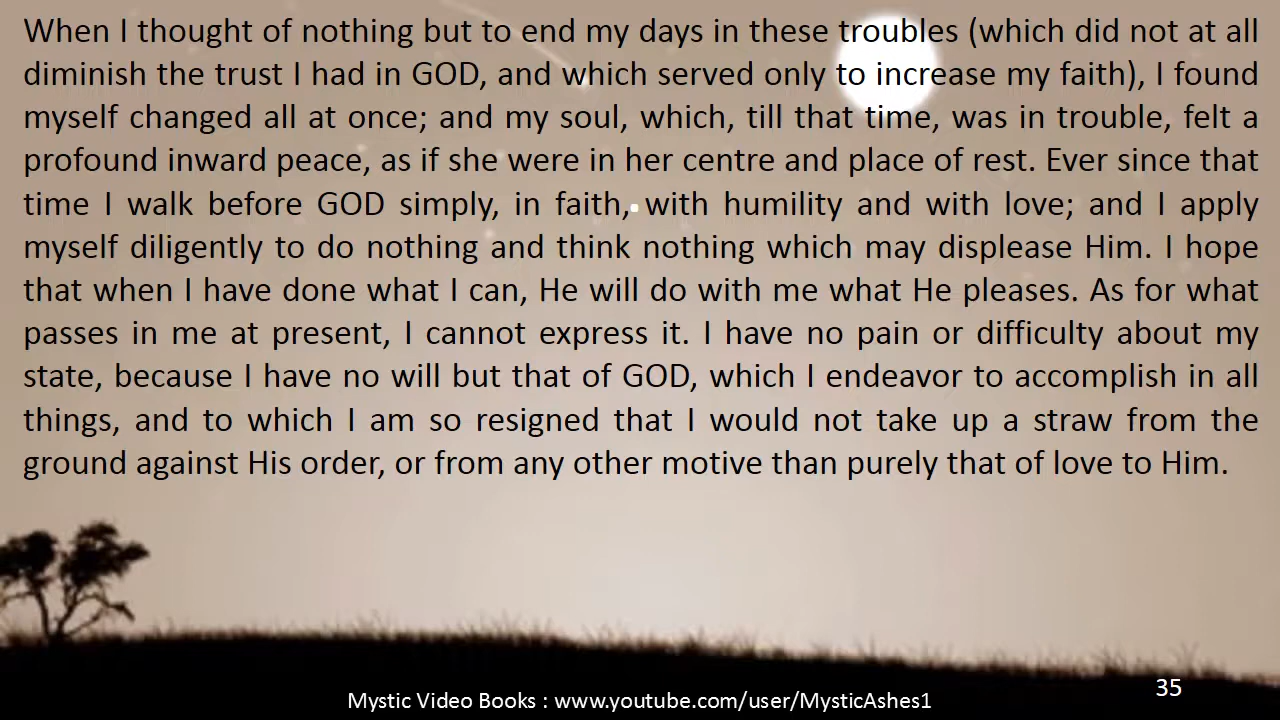 When I thought of nothing but to end my days in these troubles (which did not at all
diminish the trust I had in GOD, and which served only to increase my faith), I found
myself changed all at once; and my soul, which, till that time, was in trouble, felt a
profound inward peace, as if she were in her centre and place of rest. Ever since that
time I walk before GOD simply, in faith, with humility and with love; and I apply
myself diligently to do nothing and think nothing which may displease Him. I hope
that when I have done what I can, He will do with me what He pleases. As for what
passes in me at present, I cannot express it. I have no pain or difficulty about my
state, because I have no will but that of GOD, which I endeavor to accomplish in all
things, and to which I am so resigned that I would not take up a straw from the
ground against His order, or from any other motive than purely that of love to Him.
35
Mystic Video Books : www.youtube.com/user/MysticAshes1